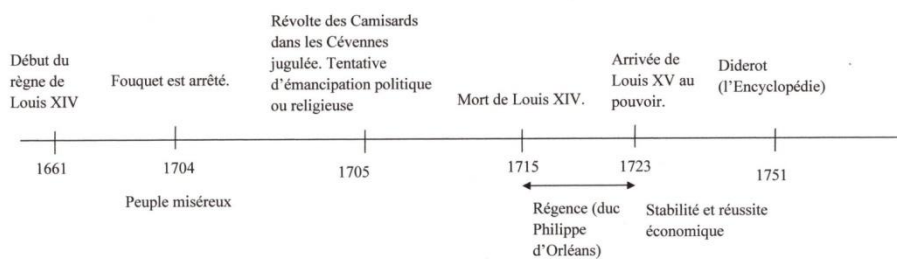 Début du
règne de
Louis XIV
Fouquet est arrêté.
Révolte des Camisards
dans les Cévennes
jugulée. Tentative
d'émancipation politique
ou religieuse
Mort de Louis XIV.
Arrivée de
Louis XV au
pouvoir.
Diderot
(l'Encyclopédie)
1661
1704
1705
1715
1723
1751
Peuple miséreux
Régence (duc
Philippe
d'Orléans)
Stabilité et réussite
économique